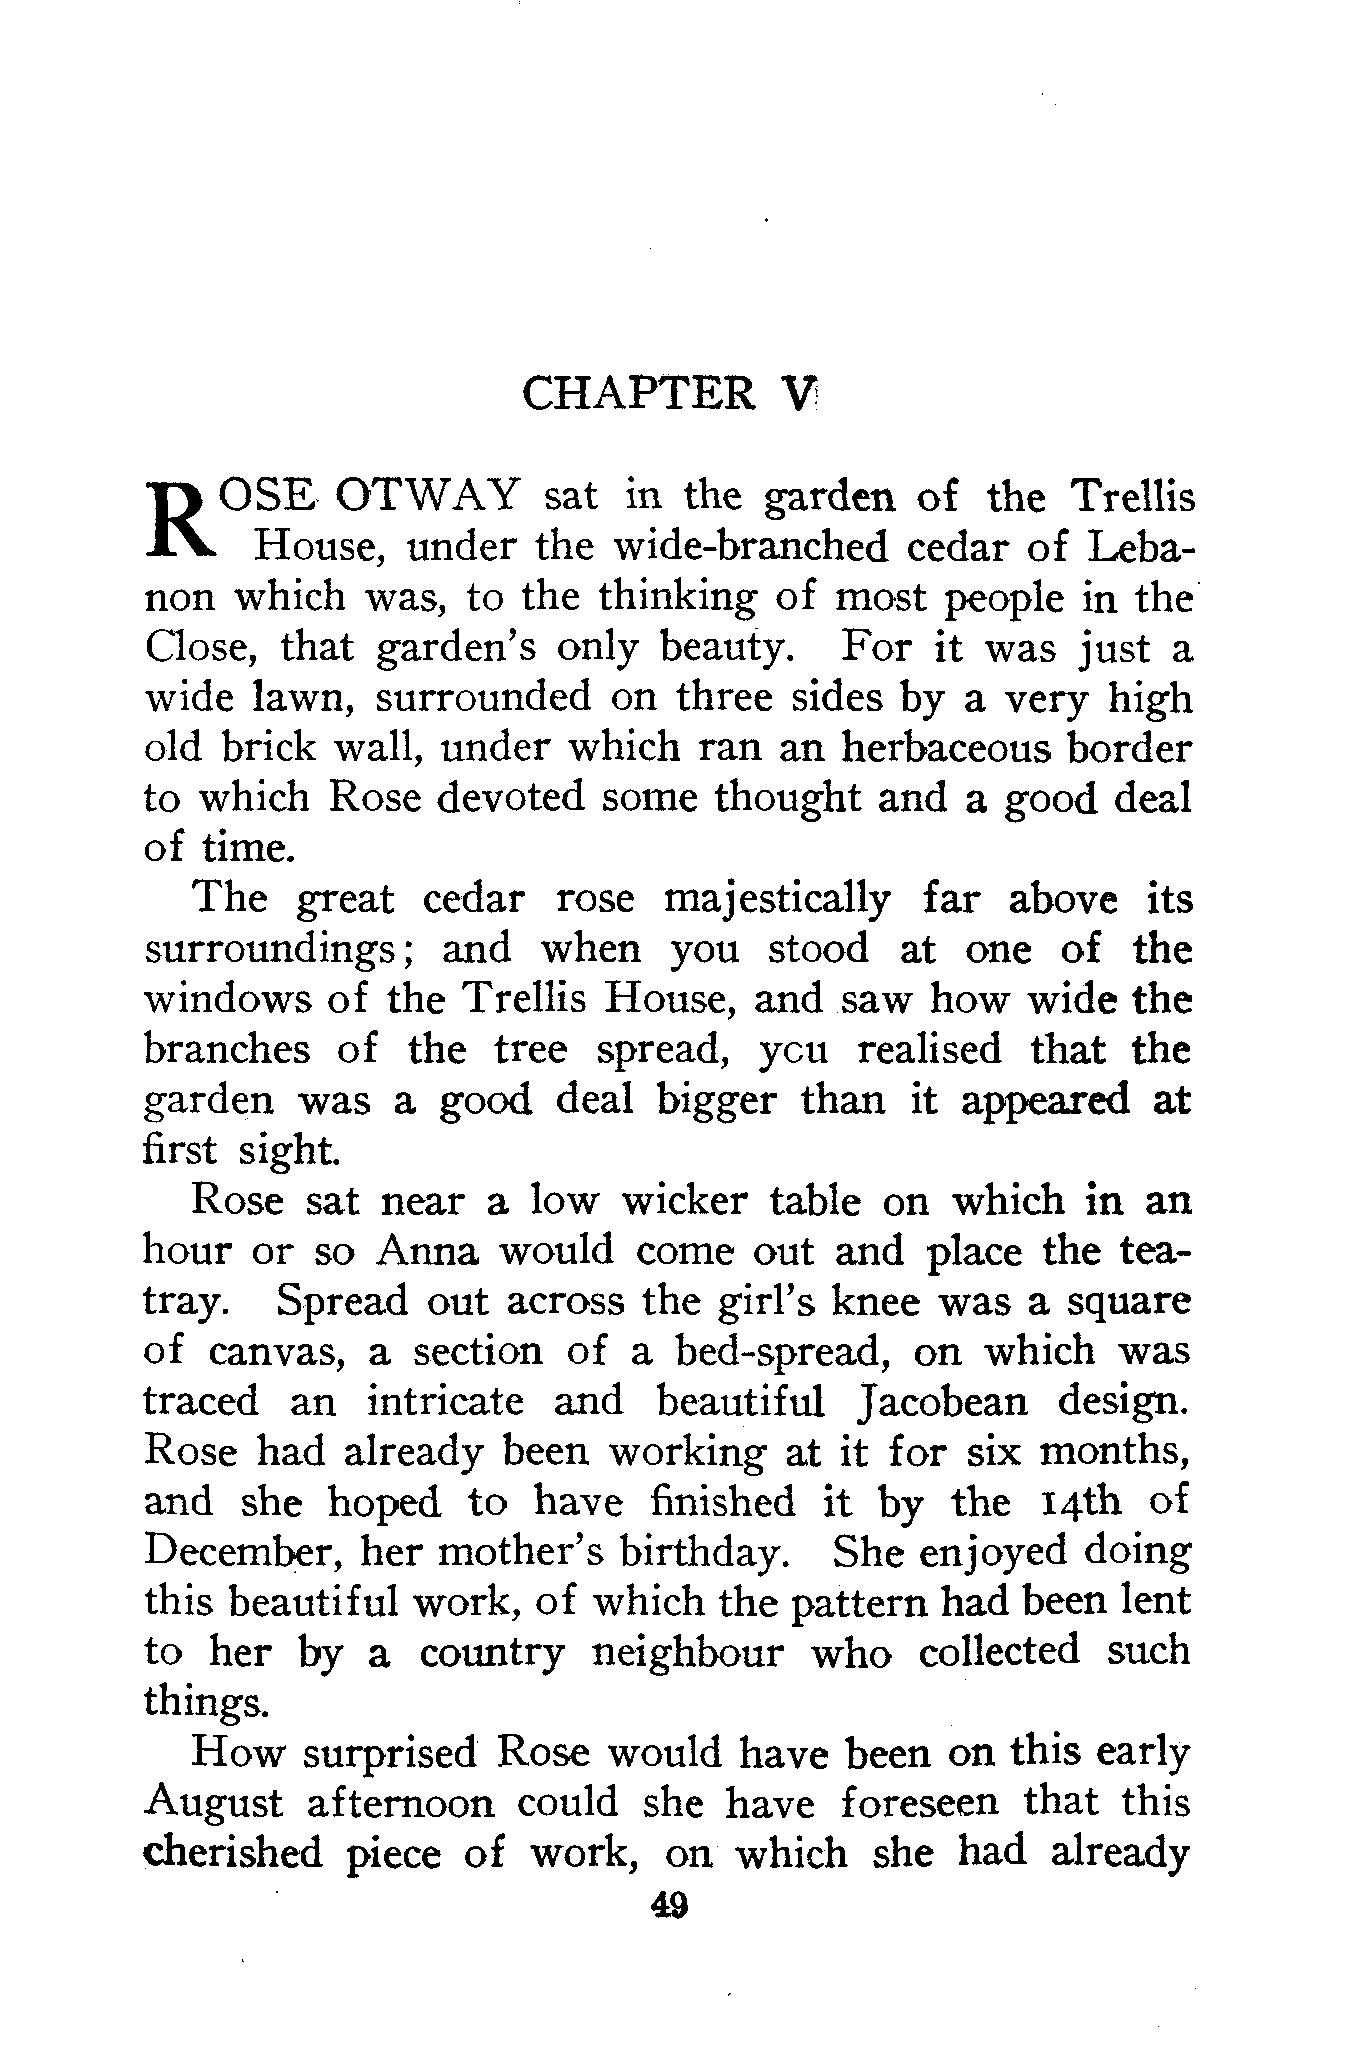 CHAPTER V
ROSE OTWAY sat in the garden of the Trellis
House, under the wide-branched cedar of Leba-
non which was, to the thinking of most people in the
Close, that garden's only beauty. For it was just a
wide lawn, surrounded on three sides by a very high
old brick wall, under which ran an herbaceous border
to which Rose devoted some thought and a good deal
of time.
The great cedar rose majestically far above its
surroundings; and when you stood at one of the
windows of the Trellis House, and saw how wide the
branches of the tree spread, ycu realised that the
garden was a good deal bigger than it appeared at
first sight.
Rose sat near a low wicker table on which in an
hour or so Anna would come out and place the tea-
tray. Spread out across the girl's knee was a square
of canvas, a section of a bed-spread, on which was
traced an intricate and beautiful Jacobean design.
Rose had already been working at it for six months,
and she hoped to have finished it by the 14th of
December, her mother's birthday. She enjoyed doing
this beautiful work, of which the pattern had been lent
to her by a country neighbour who collected such
things.
How surprised Rose would have been on this early
August afternoon could she have foreseen that this
cherished piece of work, on which she had already
49